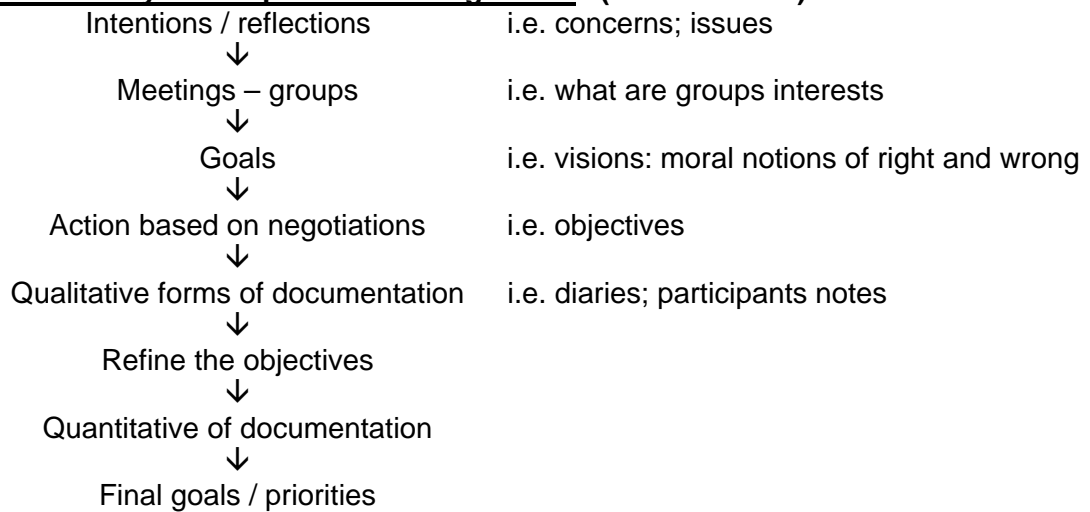 Intentions / reflections i.e. concerns; issues
↓
Meetings – groups i.e. what are groups interests
↓
Goals i.e. visions: moral notions of right and wrong
↓
Action based on negotiations i.e. objectives
↓
Qualitative forms of documentation i.e. diaries; participants notes
↓
Refine the objectives
↓
Quantitative of documentation
↓
Final goals / priorities